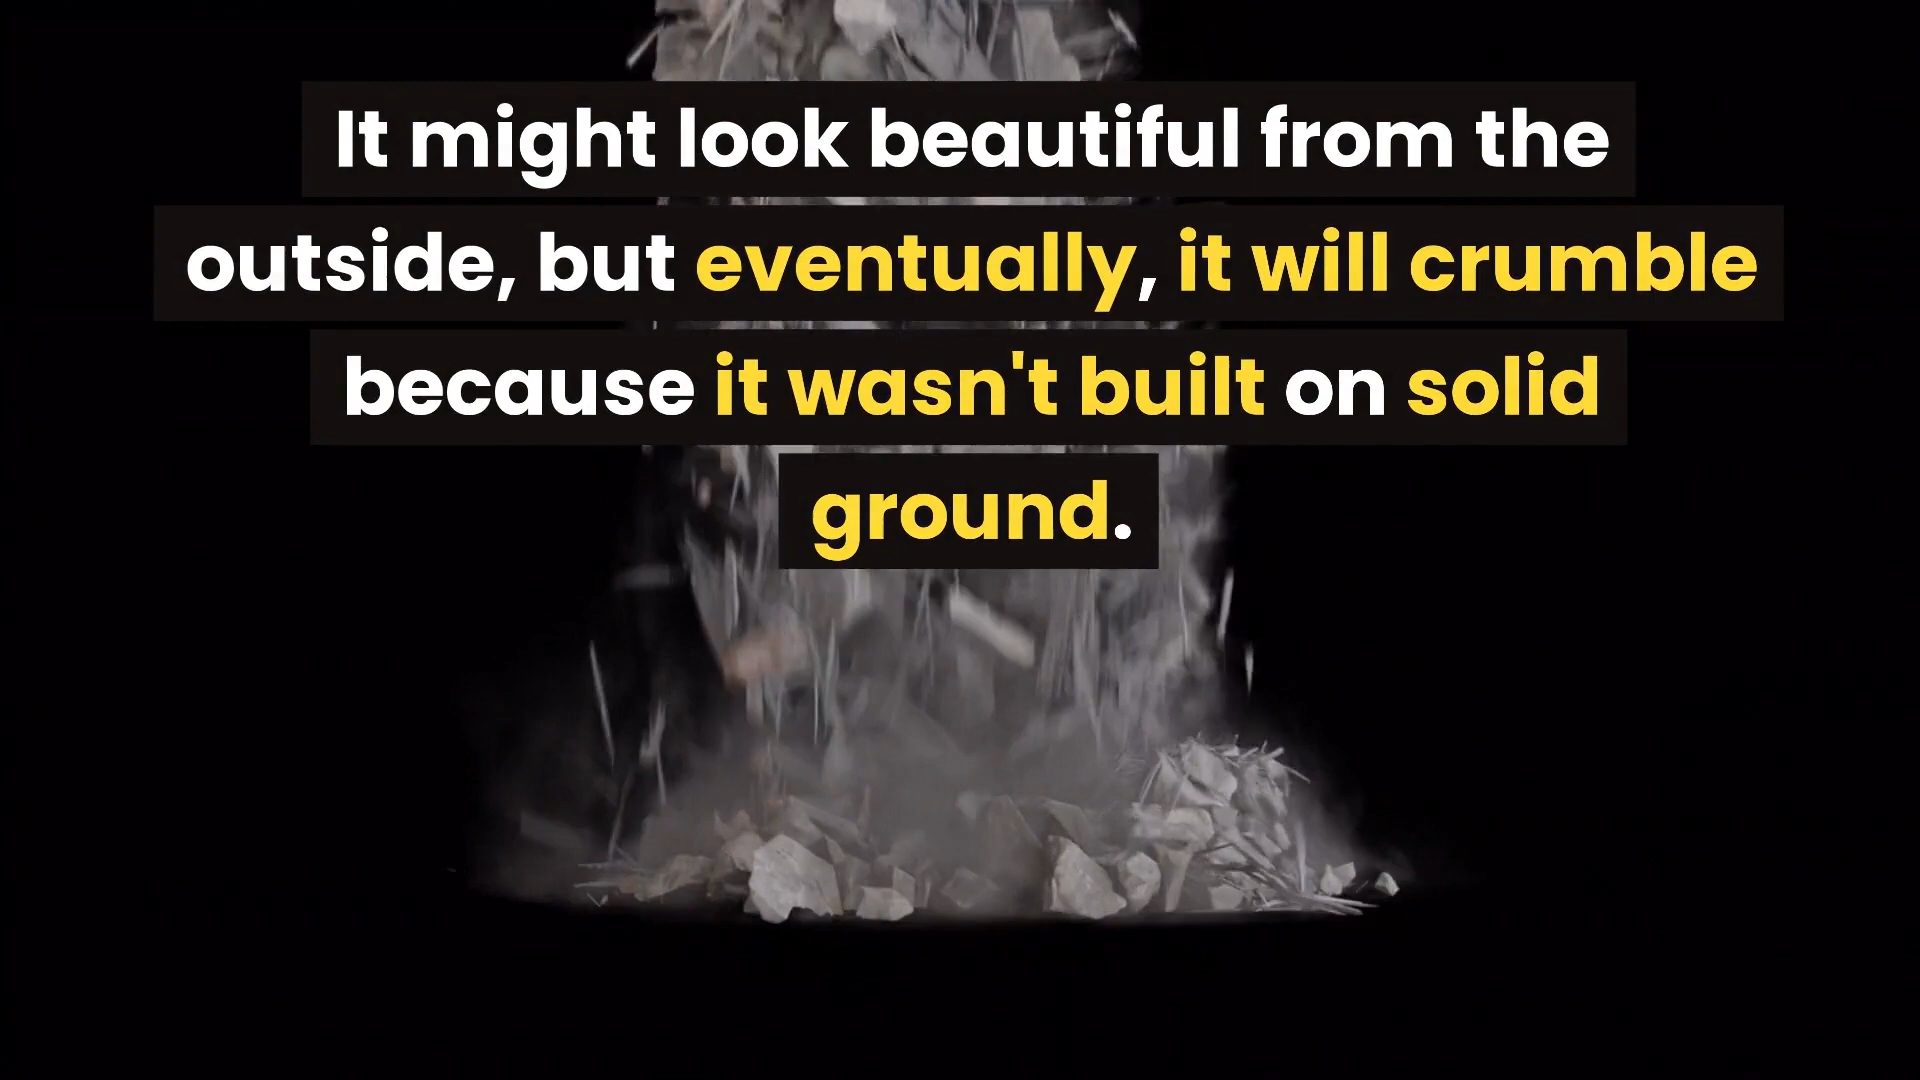 It might look beautiful from the
outside, but eventually, it will crumble
because it wasn't built on solid
ground.